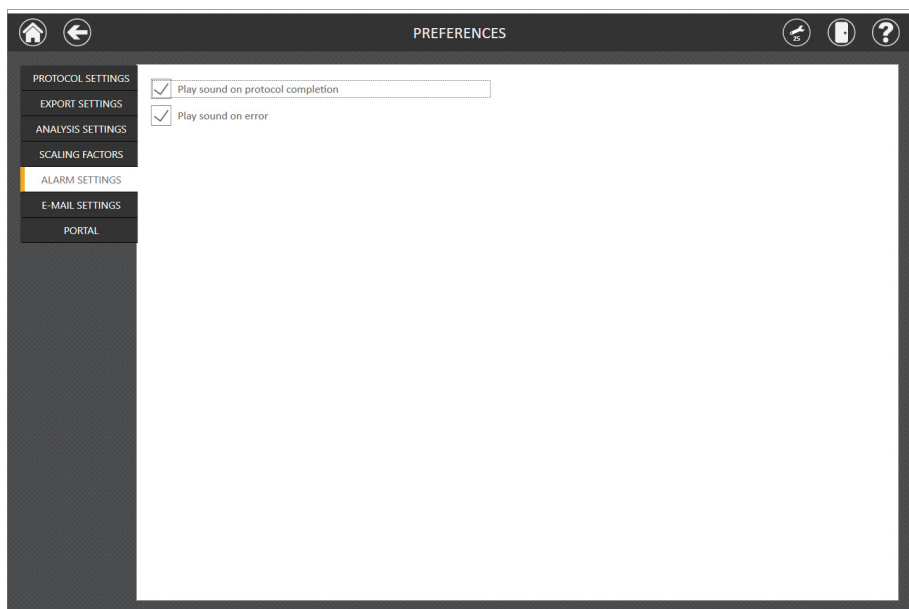 PREFERENCES
25
?
PROTOCOL SETTINGS
EXPORT SETTINGS
ANALYSIS SETTINGS
SCALING FACTORS
ALARM SETTINGS
E-MAIL SETTINGS
PORTAL
Play sound on protocol completion
Play sound on error